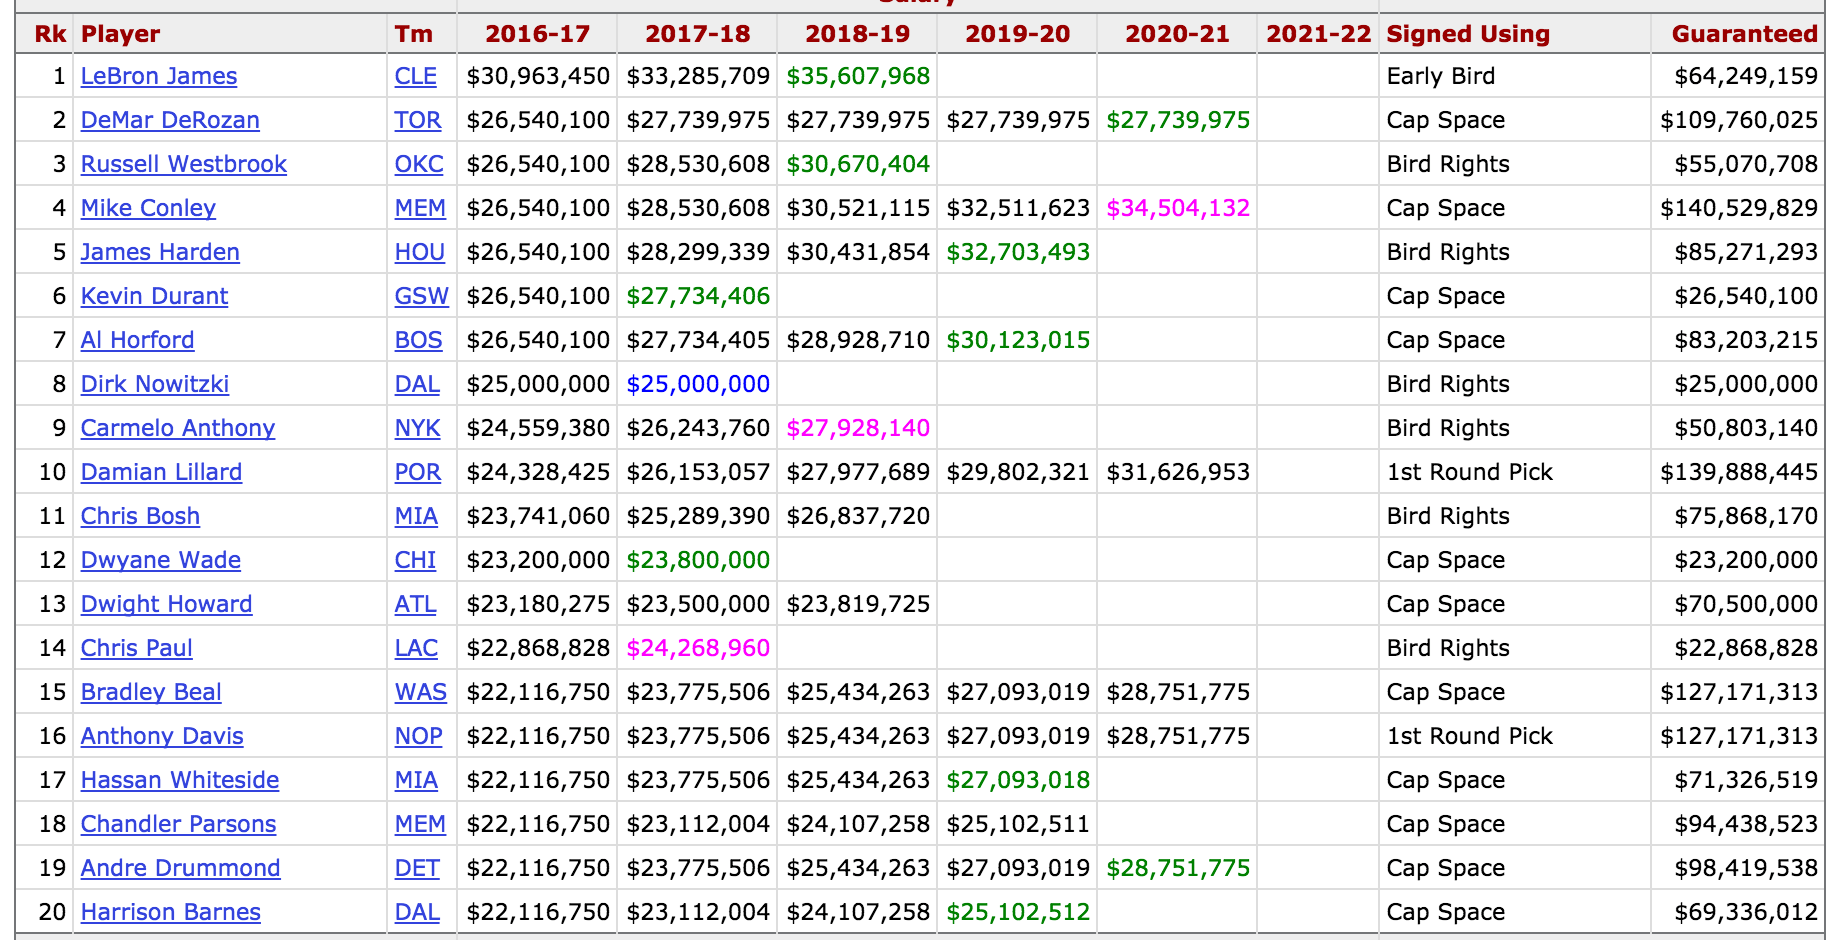 Salary
Rk Player Tm 2016-17 2017-18 2018-19 2019-20 2020-21 2021-22 Signed Using Guaranteed
1 LeBron James CLE $30,963,450 $33,285,709 $35,607,968 Early Bird $64,249,159
2 DeMar DeRozan TOR $26,540,100 $27,739,975 $27,739,975 $27,739,975 $27,739,975 Cap Space $109,760,025
3 Russell Westbrook OKC $26,540,100 $28,530,608 $30,670,404 Bird Rights $55,070,708
4 Mike Conley MEM $26,540,100 $28,530,608 $30,521,115 $32,511,623 $34,504,132 Cap Space $140,529,829
5 James Harden HOU $26,540,100 $28,299,339 $30,431,854 $32,703,493 Bird Rights $85,271,293
6 Kevin Durant GSW $26,540,100 $27,734,406 Cap Space $26,540,100
7 Al Horford BOS $26,540,100 $27,734,405 $28,928,710 $30,123,015 Cap Space $83,203,215
8 Dirk Nowitzki DAL $25,000,000 $25,000,000 Bird Rights $25,000,000
9 Carmelo Anthony NYK $24,559,380 $26,243,760 $27,928,140 Bird Rights $50,803,140
10 Damian Lillard POR $24,328,425 $26,153,057 $27,977,689 $29,802,321 $31,626,953 1st Round Pick $139,888,445
11 Chris Bosh MIA $23,741,060 $25,289,390 $26,837,720 Bird Rights $75,868,170
12 Dwyane Wade CHI $23,200,000 $23,800,000 Cap Space $23,200,000
13 Dwight Howard ATL $23,180,275 $23,500,000 $23,819,725 Cap Space $70,500,000
14 Chris Paul LAC $22,868,828 $24,268,960 Bird Rights $22,868,828
15 Bradley Beal WAS $22,116,750 $23,775,506 $25,434,263 $27,093,019 $28,751,775 Cap Space $127,171,313
16 Anthony Davis NOP $22,116,750 $23,775,506 $25,434,263 $27,093,019 $28,751,775 1st Round Pick $127,171,313
17 Hassan Whiteside MIA $22,116,750 $23,775,506 $25,434,263 $27,093,018 Cap Space $71,326,519
18 Chandler Parsons MEM $22,116,750 $23,112,004 $24,107,258 $25,102,511 Cap Space $94,438,523
19 Andre Drummond DET $22,116,750 $23,775,506 $25,434,263 $27,093,019 $28,751,775 Cap Space $98,419,538
20 Harrison Barnes DAL $22,116,750 $23,112,004 $24,107,258 $25,102,512 Cap Space $69,336,012